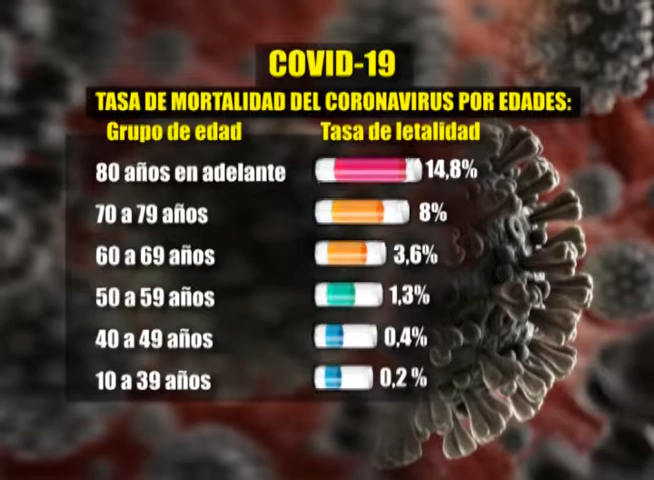 COVID-19
TASA DE MORTALIDAD DEL CORONAVIRUS POR EDADES:
Grupo de edad Tasa de letalidad
80 años en adelante 14,8%
70 a 79 años 8%
60 a 69 años 3,6%
50 a 59 años 1,3%
40 a 49 años 0,4%
10 a 39 años 0,2 %